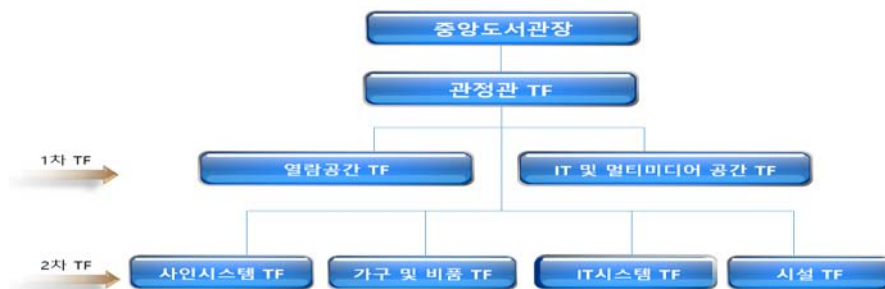 중앙도서관장
관정관 TF
1차 TF
열람공간 TF
IT 및 멀티미디어 공간 TF
2차 TF
사인시스템 TF
가구 및 비품 TF
IT시스템 TF
시설 TF